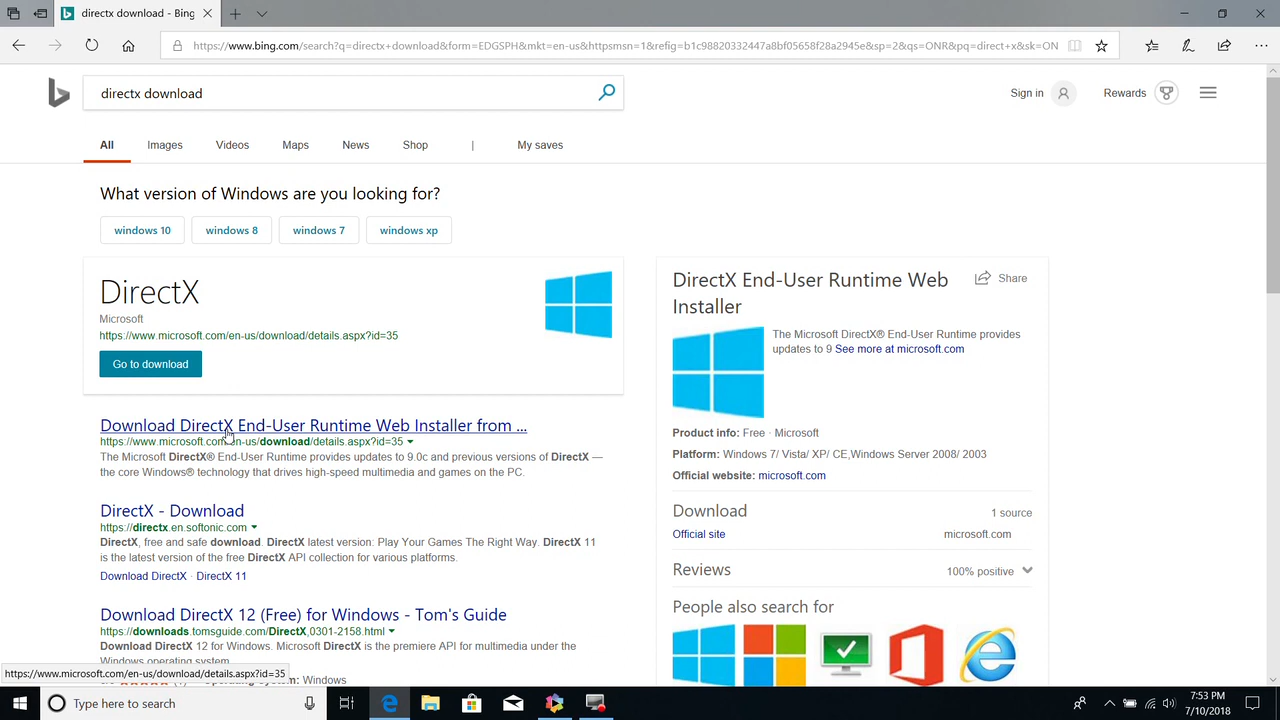 directx download - Bing
https://www.bing.com/search?q=directx+download&form=EDGSPH&mkt=en-us&httpsmsn=1&refig=b1c98820332447a8bf05658f28a2945e&sp=2&qs=ONR&pq=direct+x&sk=ON
directx download
Sign in
Rewards
All Images Videos Maps News Shop | My saves
What version of Windows are you looking for?
windows 10 windows 8 windows 7 windows xp
DirectX
Microsoft
https://www.microsoft.com/en-us/download/details.aspx?id=35
Go to download
Download DirectX End-User Runtime Web Installer from ...
https://www.microsoft.com/en-us/download/details.aspx?id=35
The Microsoft DirectX® End-User Runtime provides updates to 9.0c and previous versions of DirectX —
the core Windows® technology that drives high-speed multimedia and games on the PC.
DirectX - Download
https://directx.en.softonic.com
DirectX, free and safe download. DirectX latest version: Play Your Games The Right Way. DirectX 11
is the latest version of the free DirectX API collection for various platforms.
Download DirectX · DirectX 11
Download DirectX 12 (Free) for Windows - Tom's Guide
https://downloads.tomsguide.com/DirectX,0301-2158.html
Download DirectX 12 for Windows. Microsoft DirectX is the premiere API for multimedia under the
Windows operating system.
Windows
https://www.microsoft.com/en-us/download/details.aspx?id=35
DirectX End-User Runtime Web
Installer
Share
The Microsoft DirectX® End-User Runtime provides
updates to 9 See more at microsoft.com
Product info: Free · Microsoft
Platform: Windows 7/ Vista/ XP/ CE,Windows Server 2008/ 2003
Official website: microsoft.com
Download 1 source
Official site microsoft.com
Reviews 100% positive
People also search for
Type here to search
7:53 PM
7/10/2018